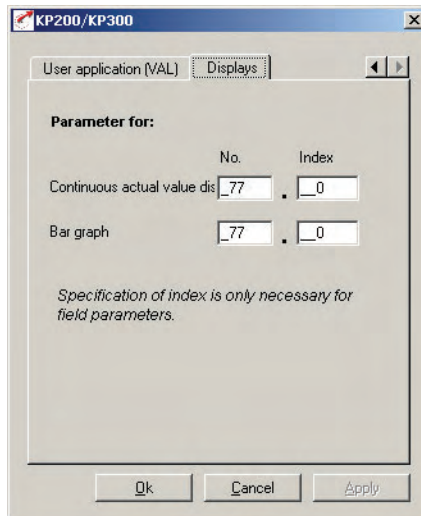 KP200/KP300
User application (VAL) Displays
Parameter for:
No. Index
Continuous actual value dis _77 . __0
Bar graph _77 . __0
Specification of index is only necessary for
field parameters.
Ok Cancel Apply